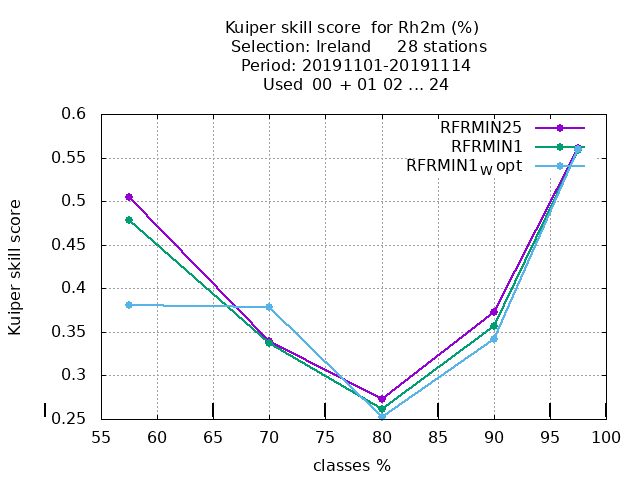 Kuiper skill score  for Rh2m (%)
Selection: Ireland     28 stations
Period: 20191101-20191114
Used  00 + 01 02 ... 24
RFRMIN25
RFRMIN1
RFRMIN1W opt
Kuiper skill score
0.6
0.55
0.5
0.45
0.4
0.35
0.3
0.25
55 60 65 70 75 80 85 90 95 100
classes %